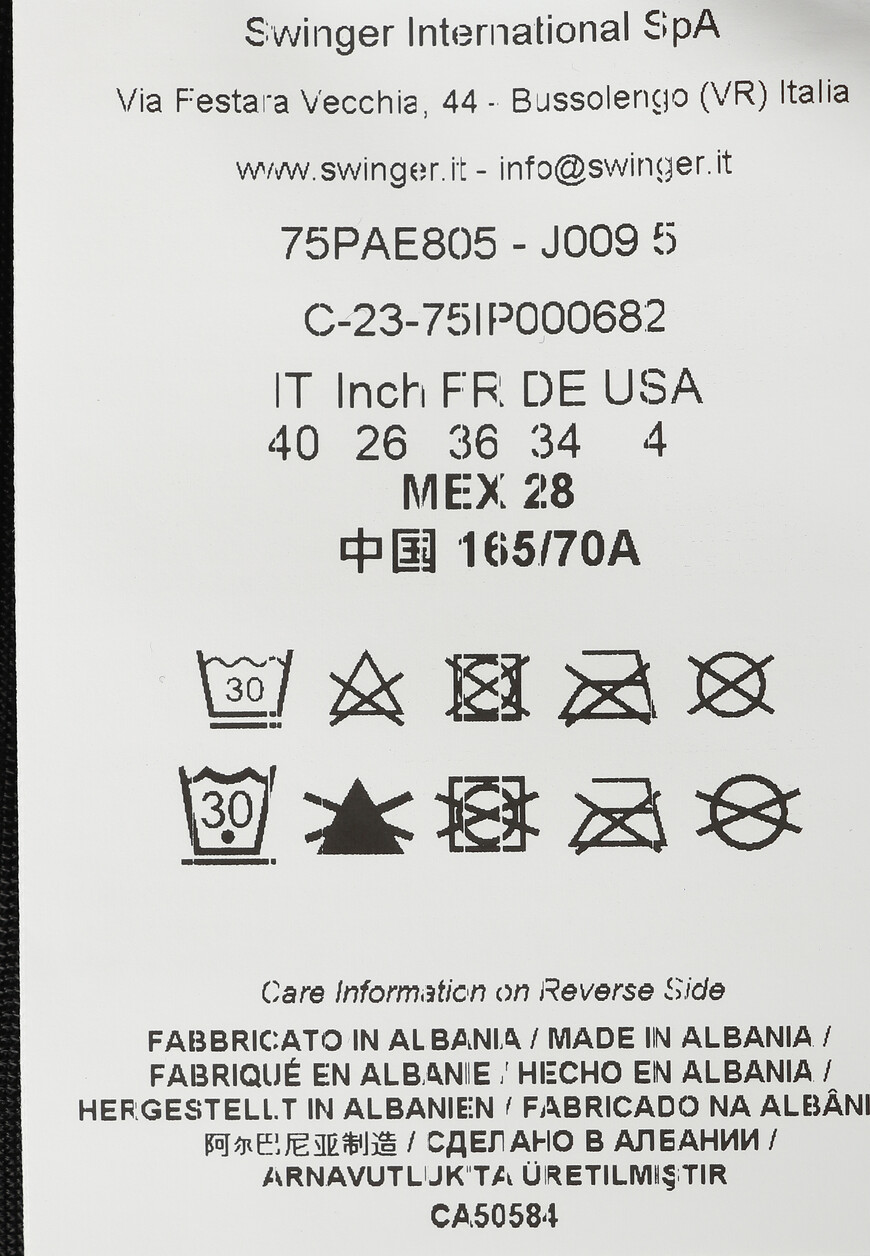 Swinger International SpA
Via Festara Vecchia, 44 - Bussolengo (VR) Italia
www.swinger.it - info@swinger.it
75PAE805 - J009 5
C-23-75IP000682
IT Inch FR DE USA
40 26 36 34 4
MEX 28
中国 165/70A
30
30
Care Information on Reverse Side
FABBRICATO IN ALBANIA / MADE IN ALBANIA /
FABRIQUÉ EN ALBANIE / HECHO EN ALBANIA /
HERGESTELLT IN ALBANIEN / FABRICADO NA ALBÂNI
阿尔巴尼亚制造 / СДЕЛАНО В АЛБАНИИ /
ARNAVUTLUK'TA ÜRETILMIŞTIR
CA50584